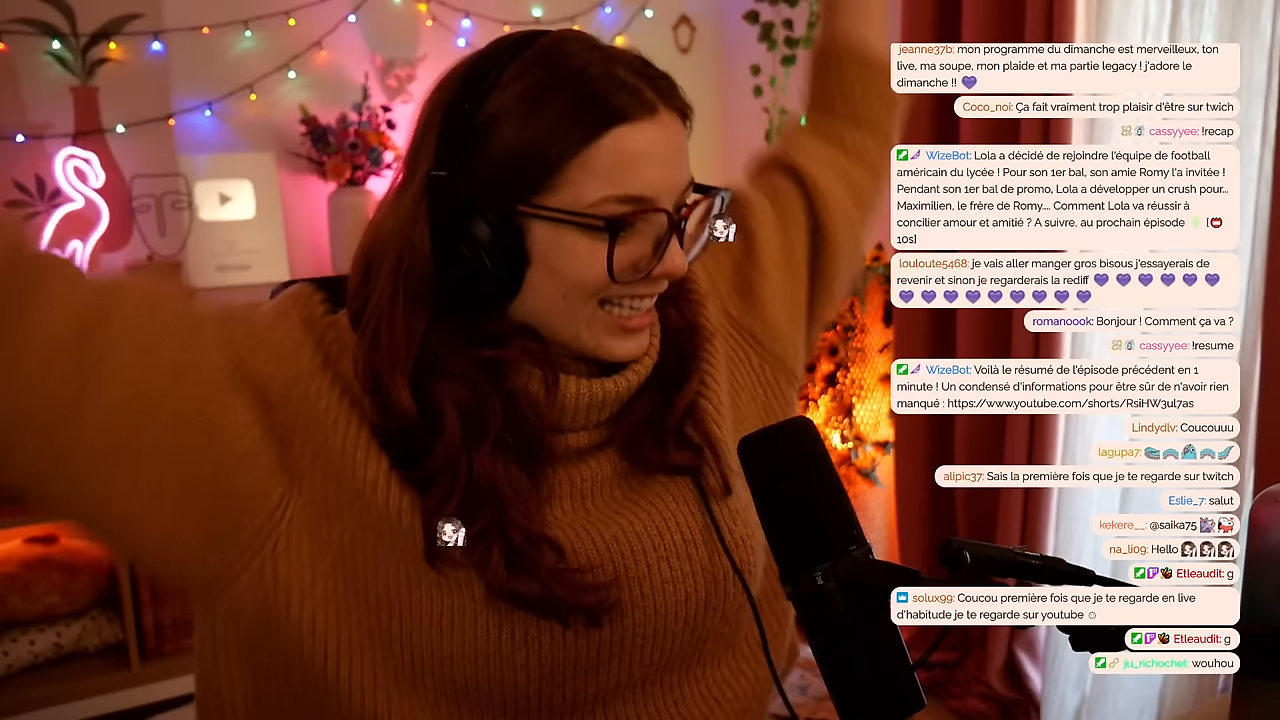 jeanne37b: mon programme du dimanche est merveilleux, ton
live, ma soupe, mon plaide et ma partie legacy ! j'adore le
dimanche !! 💜
Coco_noi: Ça fait vraiment trop plaisir d'être sur twich
cassyyee: !recap
WizeBot: Lola a décidé de rejoindre l'équipe de football
américain du lycée ! Pour son 1er bal, son amie Romy l'a invitée !
Pendant son 1er bal de promo, Lola a développer un crush pour...
Maximilien, le frère de Romy.... Comment Lola va réussir à
concilier amour et amitié ? A suivre, au prochain épisode [
10s]
louloute5468: je vais aller manger gros bisous j'essayerais de
revenir et sinon je regarderais la rediff 💜 💜 💜 💜 💜 💜
💜 💜 💜 💜 💜 💜 💜 💜 💜
romanoook: Bonjour ! Comment ça va ?
cassyyee: !resume
WizeBot: Voilà le résumé de l'épisode précédent en 1
minute ! Un condensé d'informations pour être sûr de n'avoir rien
manqué : https://www.youtube.com/shorts/RsiHW3ul7as
Lindydlv: Coucouuu
lagupa7:
alipic37: Sais la première fois que je te regarde sur twitch
Eslie_7: salut
kekere__: @saika75
na_li09: Hello
Etleaudit: g
solux99: Coucou première fois que je te regarde en live
d'habitude je te regarde sur youtube ☺
Etleaudit: g
ju_richochet: wouhou